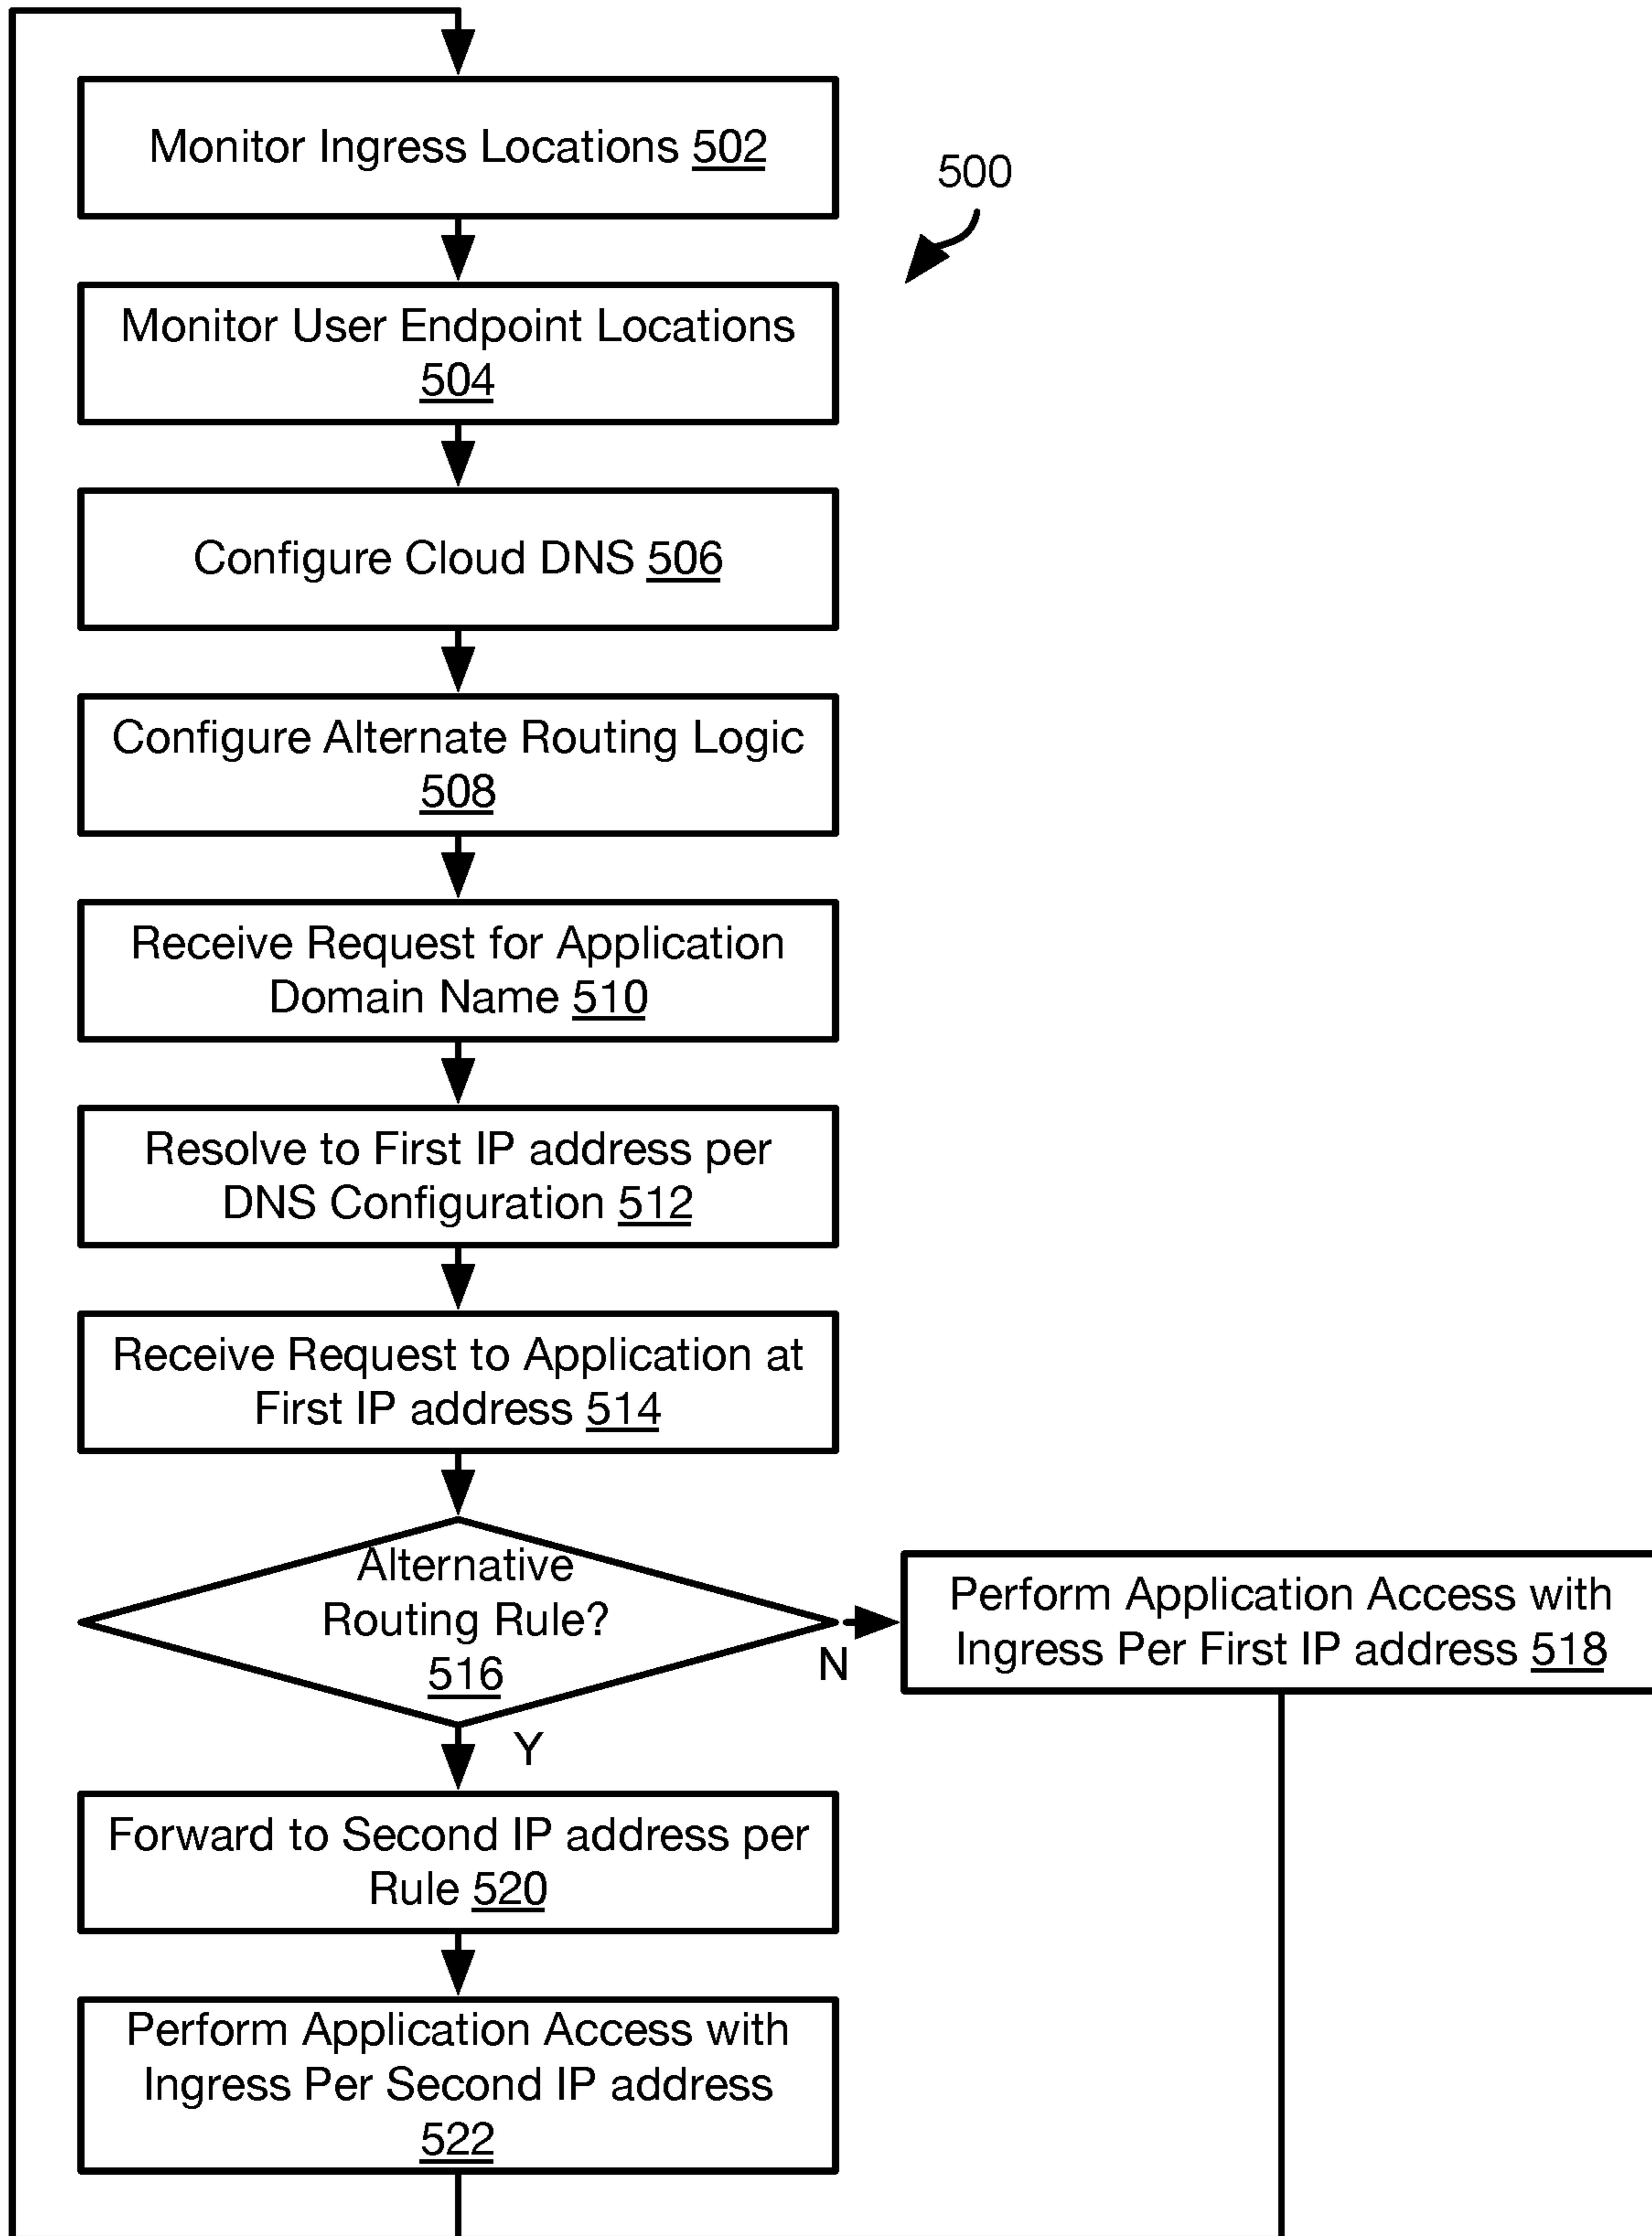 Monitor Ingress Locations 502
500
Monitor User Endpoint Locations
504
Configure Cloud DNS 506
Configure Alternate Routing Logic
508
Receive Request for Application
Domain Name 510
Resolve to First IP address per
DNS Configuration 512
Receive Request to Application at
First IP address 514
Alternative
Routing Rule?
516
N
Perform Application Access with
Ingress Per First IP address 518
Y
Forward to Second IP address per
Rule 520
Perform Application Access with
Ingress Per Second IP address
522